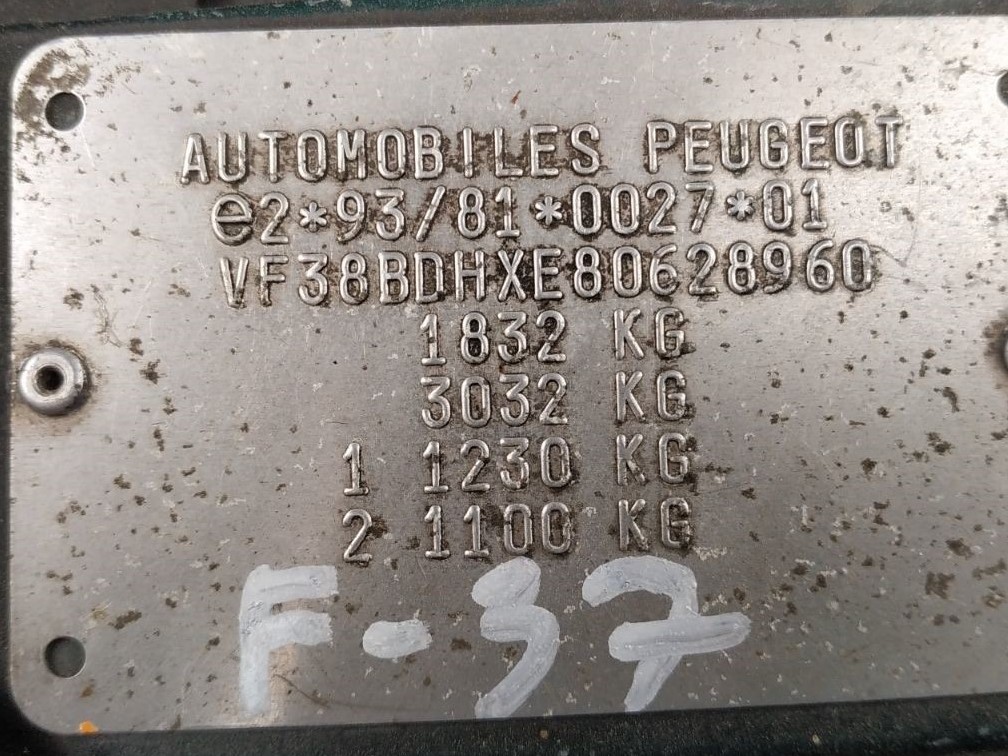 AUTOMOBILES PEUGEOT
e2*93/81*0027*01
VF38BDHXE80628960
1832 KG
3032 KG
1 1230 KG
2 1100 KG
F-37